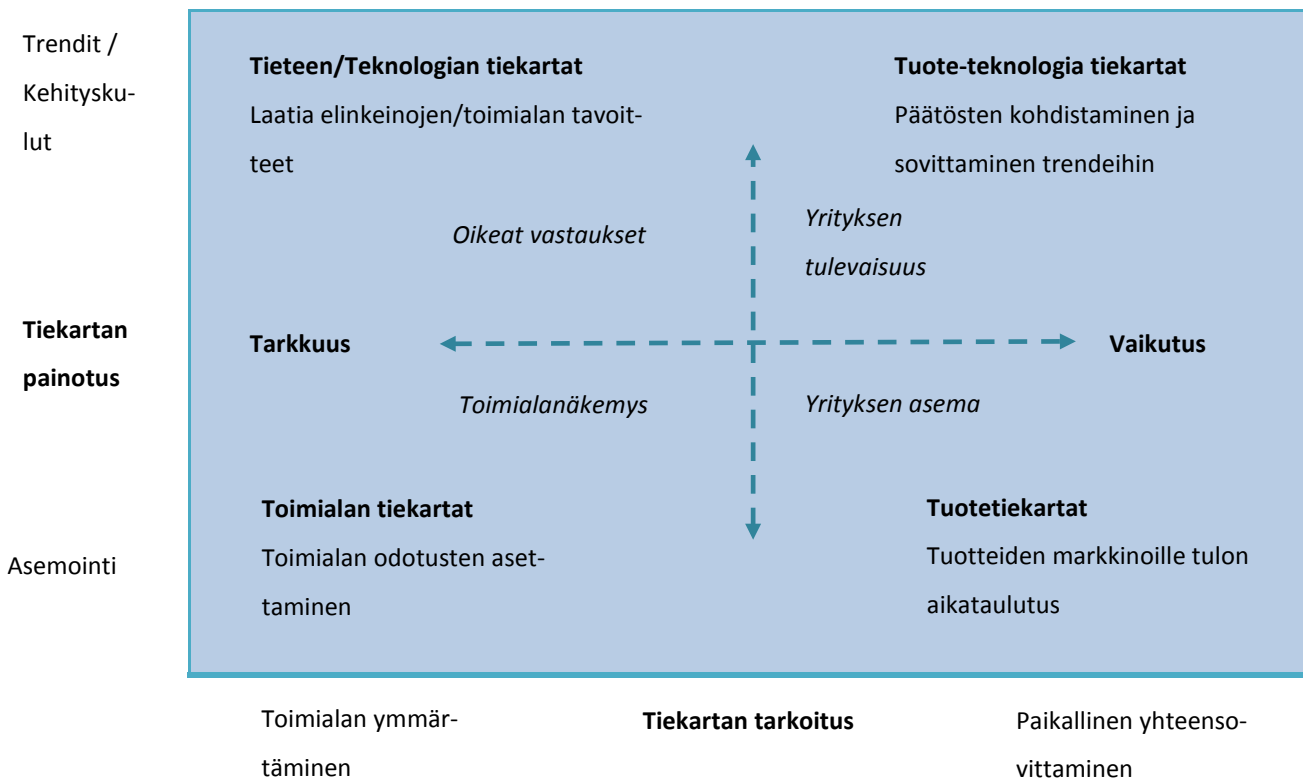 Trendit /
Kehitysku-
lut
Tieteen/Teknologian tiekartat
Laatia elinkeinojen/toimialan tavoit-
teet
Tuote-teknologia tiekartat
Päätösten kohdistaminen ja
sovittaminen trendeihin
Oikeat vastaukset
Yrityksen
tulevaisuus
Tiekartan
painotus
Tarkkuus
Vaikutus
Toimialanäkemys
Yrityksen asema
Asemointi
Toimialan tiekartat
Toimialan odotusten aset-
taminen
Tuotetiekartat
Tuotteiden markkinoille tulon
aikataulutus
Toimialan ymmär-
täminen
Tiekartan tarkoitus
Paikallinen yhteenso-
vittaminen